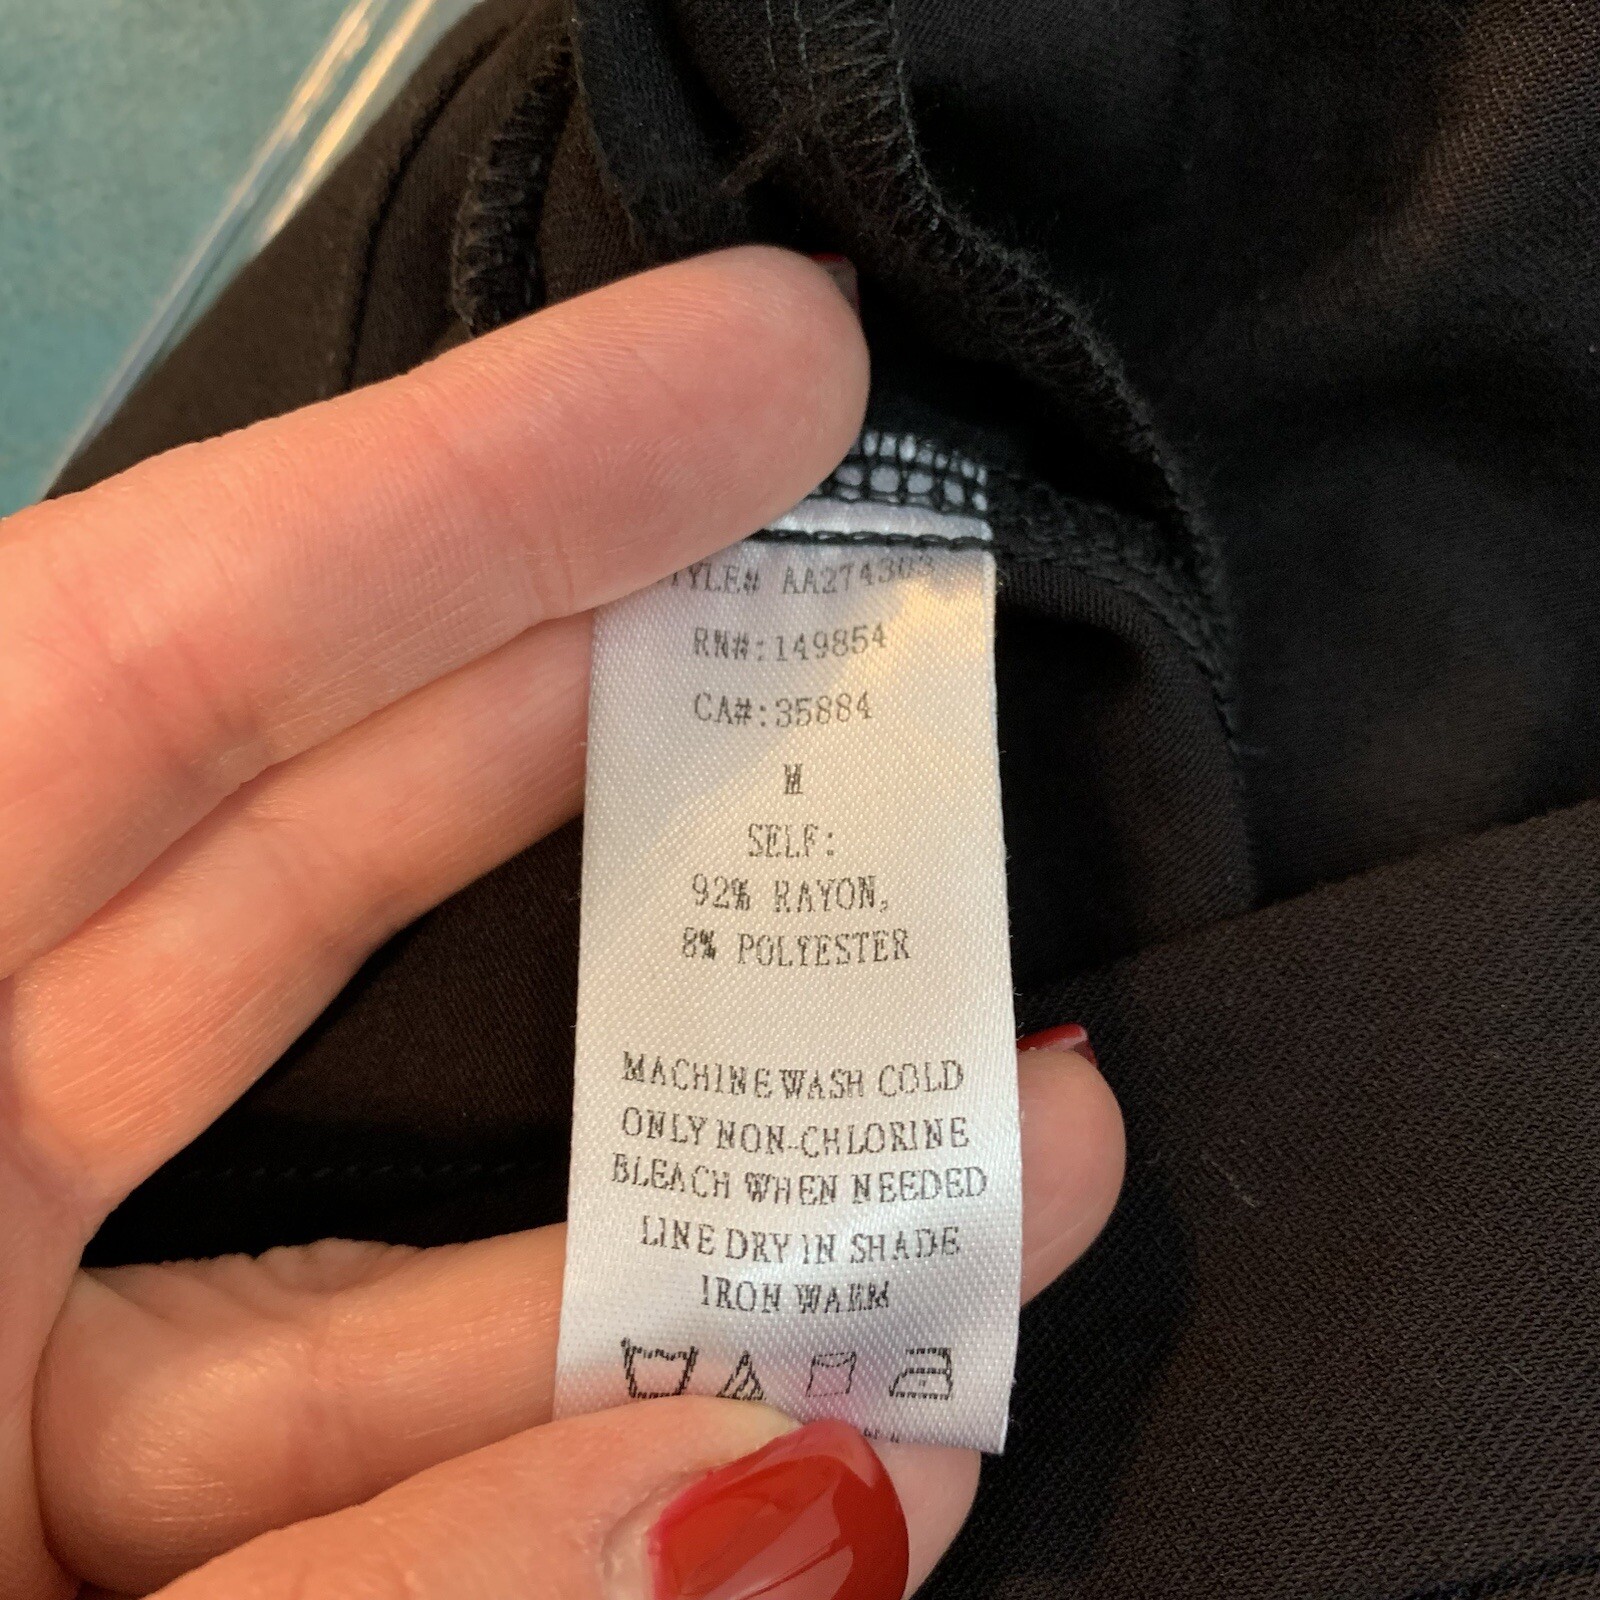 AA274303
RN#:149854
CA#:35884
M
SELF:
92% RAYON,
8% POLYESTER
MACHINE WASH COLD
ONLY NON-CHLORINE
BLEACH WHEN NEEDED
LINE DRY IN SHADE
IRON WARM